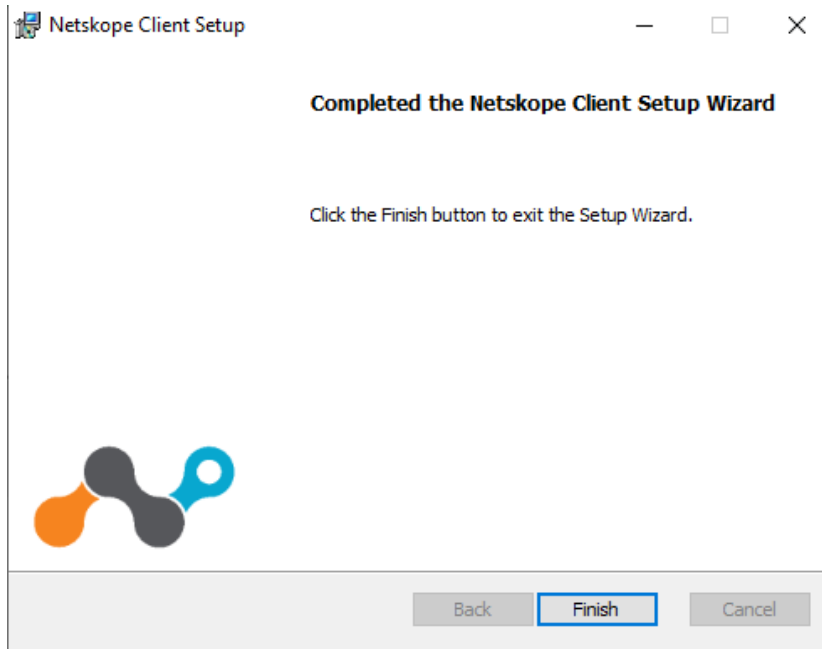 Netskope Client Setup
Completed the Netskope Client Setup Wizard
Click the Finish button to exit the Setup Wizard.
Back Finish Cancel